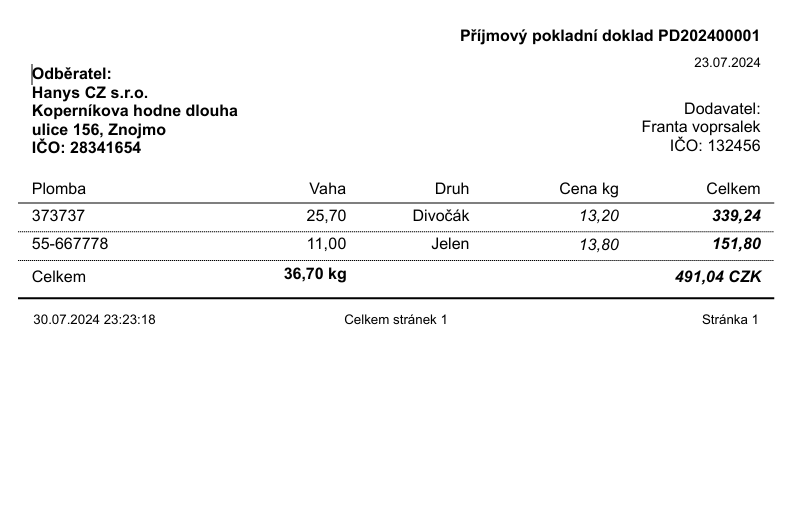 Příjmový pokladní doklad PD202400001
23.07.2024
Odběratel:
Hanys CZ s.r.o.
Koperníkova hodne dlouha
ulice 156, Znojmo
IČO: 28341654
Dodavatel:
Franta voprsalek
IČO: 132456
Plomba Vaha Druh Cena kg Celkem
373737 25,70 Divočák 13,20 339,24
55-667778 11,00 Jelen 13,80 151,80
Celkem 36,70 kg 491,04 CZK
30.07.2024 23:23:18 Celkem stránek 1 Stránka 1